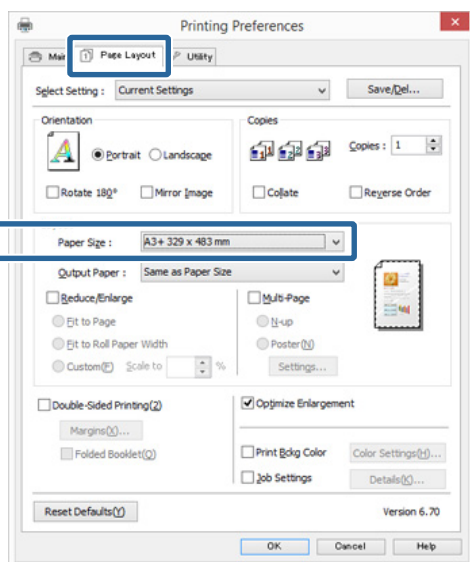 Printing Preferences
Main Page Layout Utility
Select Setting : Current Settings Save/Del...
Orientation Copies
Portrait Landscape Copies : 1
Rotate 180° Mirror Image Collate Reverse Order
Paper Size : A3+ 329 x 483 mm
Output Paper : Same as Paper Size
Reduce/Enlarge Multi-Page
Fit to Page N-up
Fit to Roll Paper Width Poster(N)
Custom(F) Scale to % Settings...
Double-Sided Printing(2) Optimize Enlargement
Margins(X)...
Folded Booklet(Q) Print Bckg Color Color Settings(H)...
Job Settings Details(K)...
Reset Defaults(Y) Version 6.70
OK Cancel Help